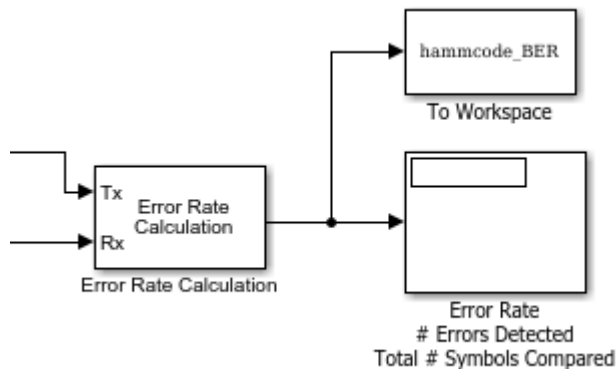 hammcode_BER
To Workspace
Tx
Error Rate
Calculation
Rx
Error Rate Calculation
Error Rate
# Errors Detected
Total # Symbols Compared